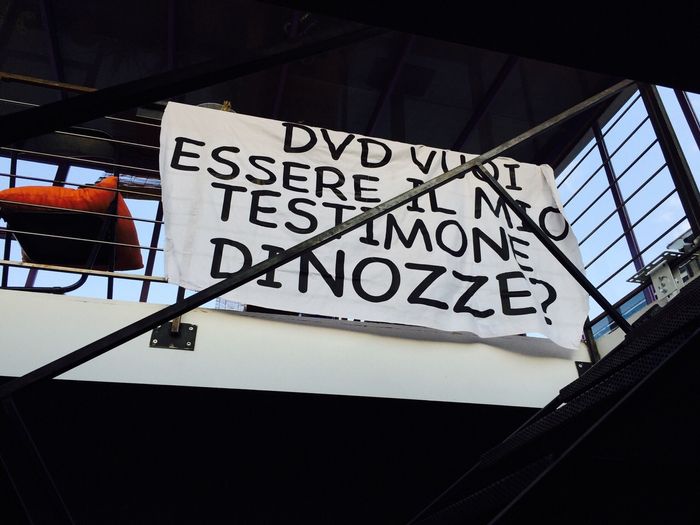 DVD VUOI
ESSERE IL MIO
TESTIMONE
DI NOZZE?